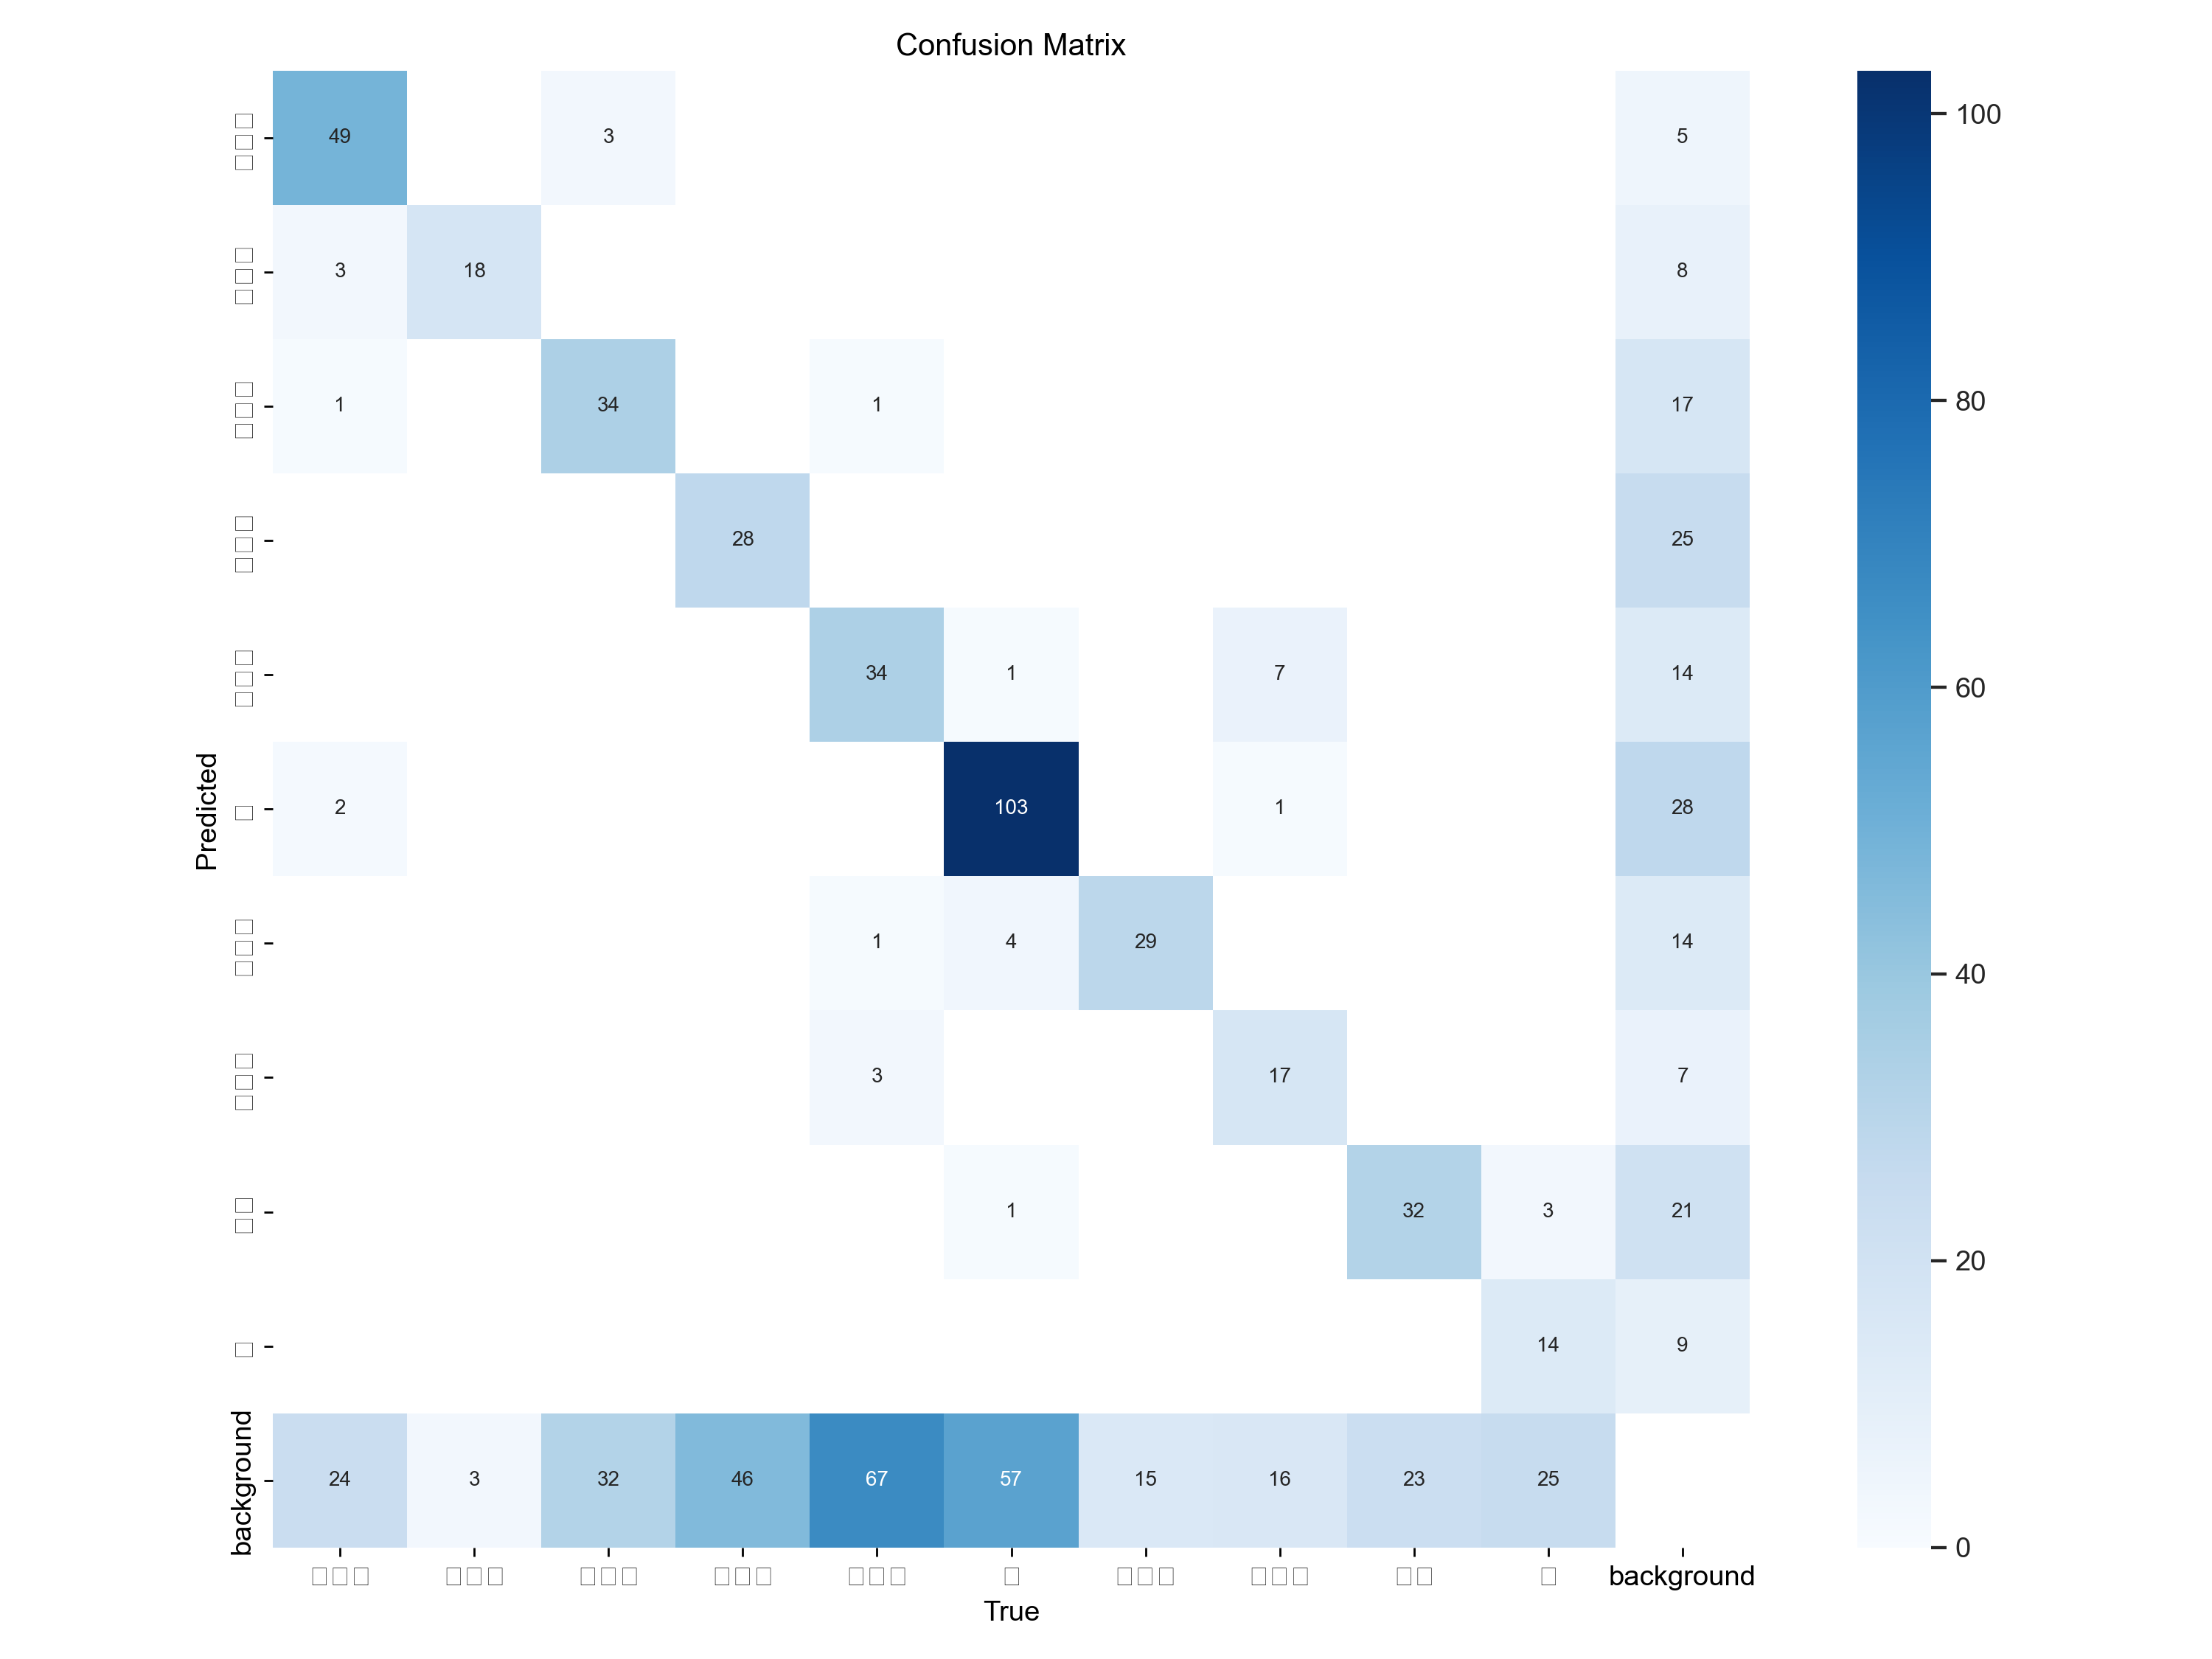 Confusion Matrix
49 3 5
3 18 8
1 34 1 17
28 25
34 1 7 14
2 103 1 28
1 4 29 14
3 17 7
1 32 3 21
14 9
background 24 3 32 46 67 57 15 16 23 25
background
Predicted
True
100
80
60
40
20
0